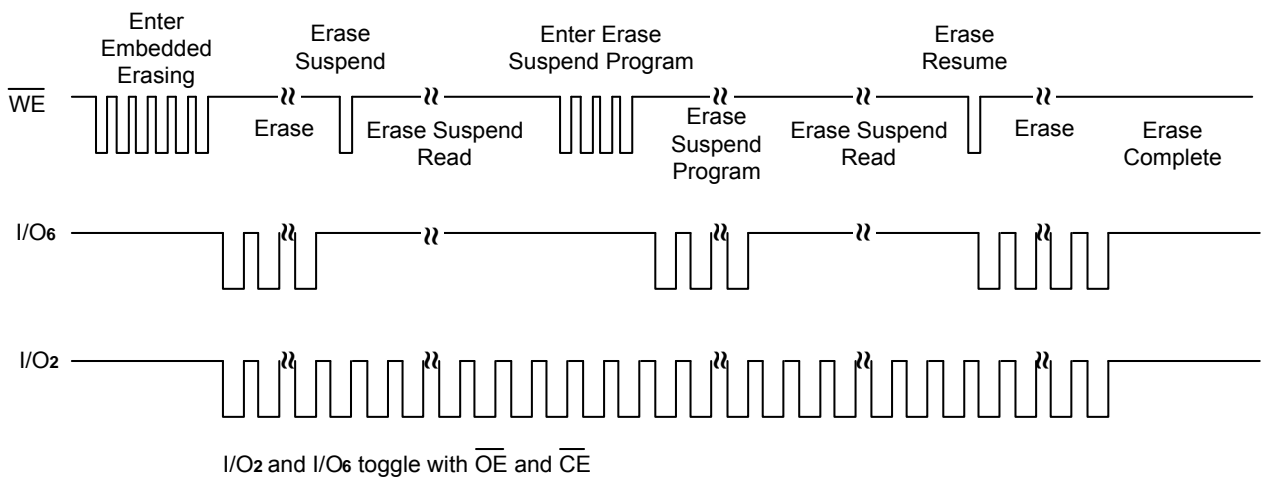 Enter
Embedded
Erasing
Erase
Suspend
Enter Erase
Suspend Program
Erase
Resume
WE
Erase
Erase Suspend
Read
Erase
Suspend
Program
Erase Suspend
Read
Erase
Erase
Complete
I/O6
I/O2
I/O2 and I/O6 toggle with OE and CE